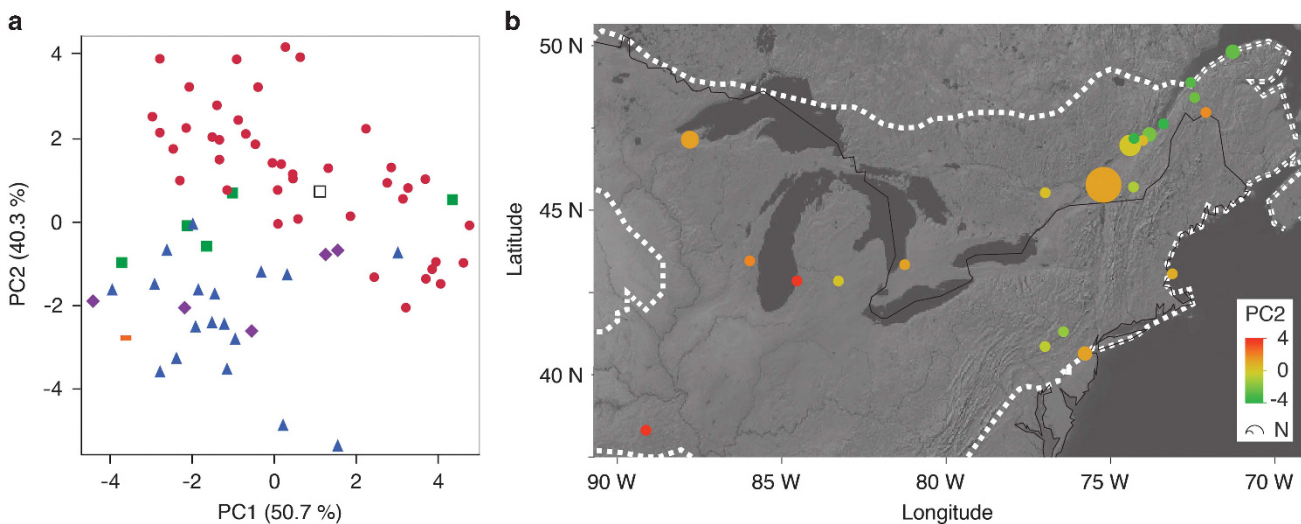 a
4
2
0
-2
-4
PC2 (40.3 %)
-4 -2 0 2 4
PC1 (50.7 %)
b
50 N
45 N
40 N
Latitude
90 W 85 W 80 W 75 W 70 W
Longitude
PC2
4
0
-4
N